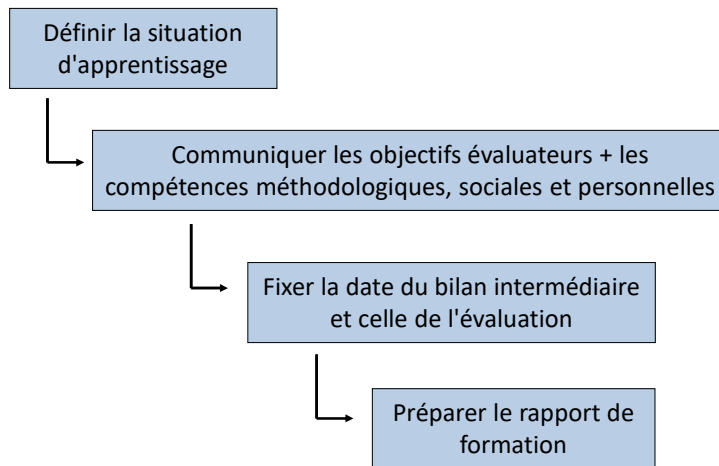 Définir la situation
d'apprentissage
Communiquer les objectifs évaluateurs + les
compétences méthodologiques, sociales et personnelles
Fixer la date du bilan intermédiaire
et celle de l'évaluation
Préparer le rapport de
formation